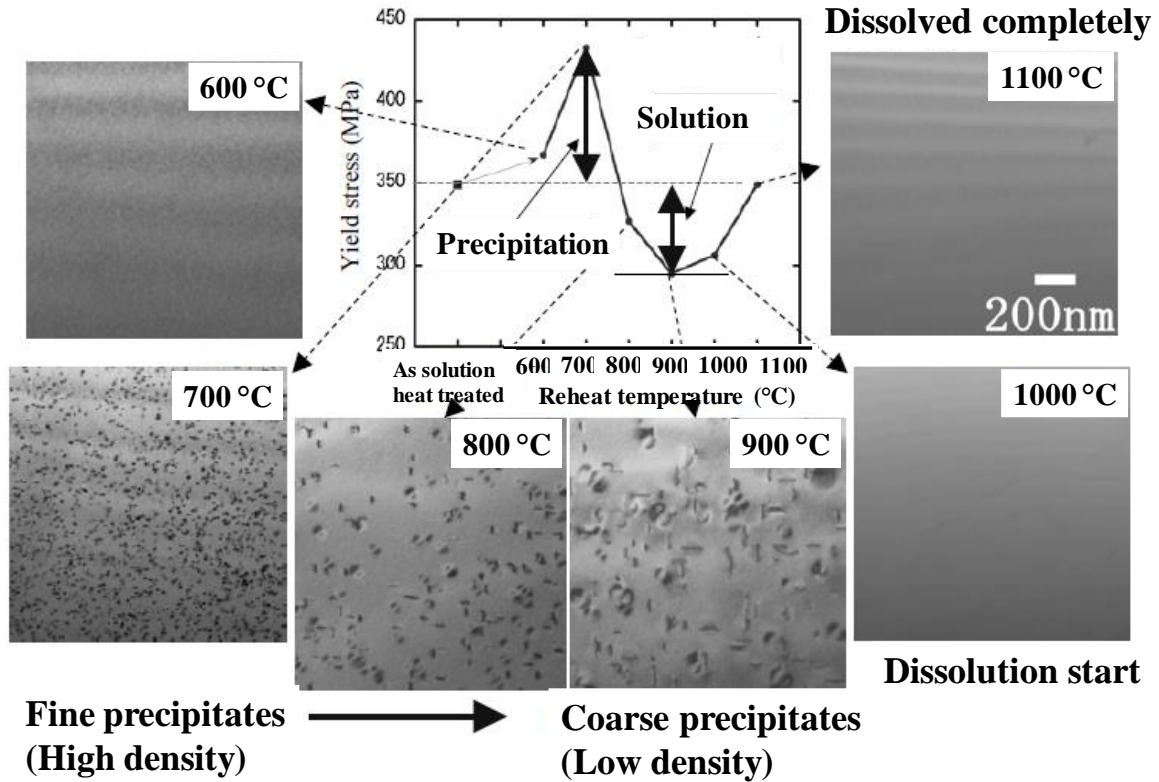 Dissolved completely
600 °C
1100 °C
200nm
450
400
350
300
250
Yield stress (MPa)
Solution
Precipitation
As solution
heat treated
600 700 800 900 1000 1100
Reheat temperature (°C)
700 °C
800 °C
900 °C
1000 °C
Dissolution start
Fine precipitates
(High density)
Coarse precipitates
(Low density)